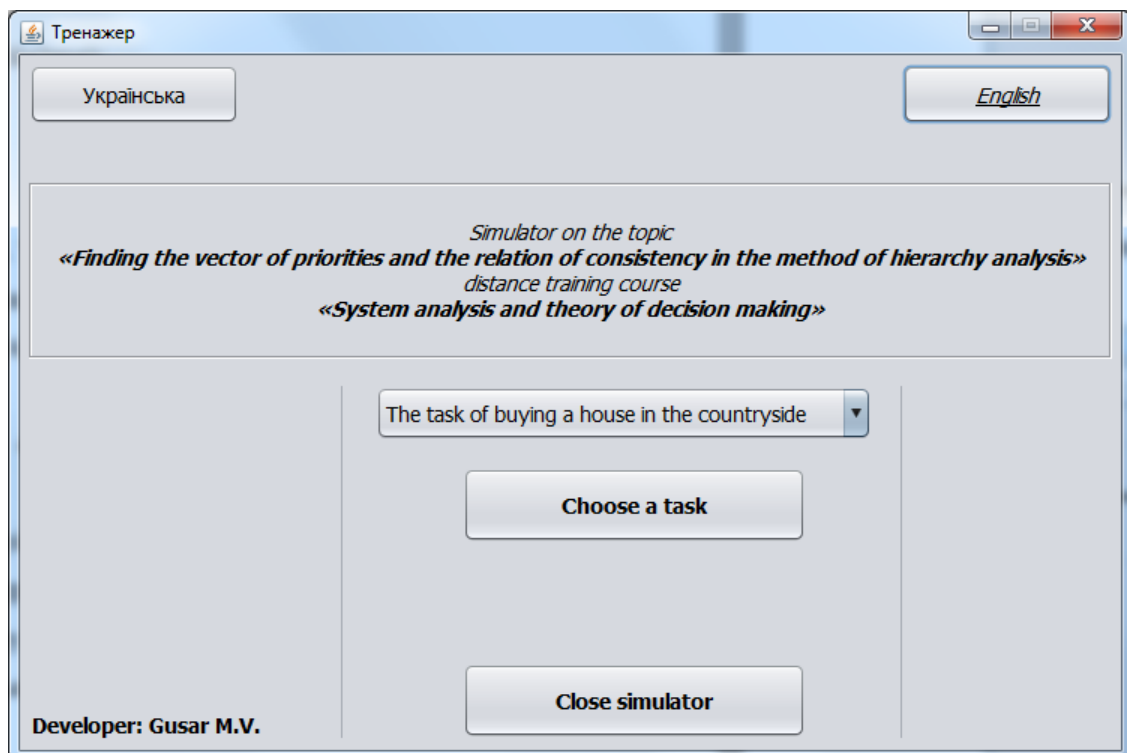 Тренажер
Українська
English
Simulator on the topic
«Finding the vector of priorities and the relation of consistency in the method of hierarchy analysis»
distance training course
«System analysis and theory of decision making»
The task of buying a house in the countryside
Choose a task
Close simulator
Developer: Gusar M.V.